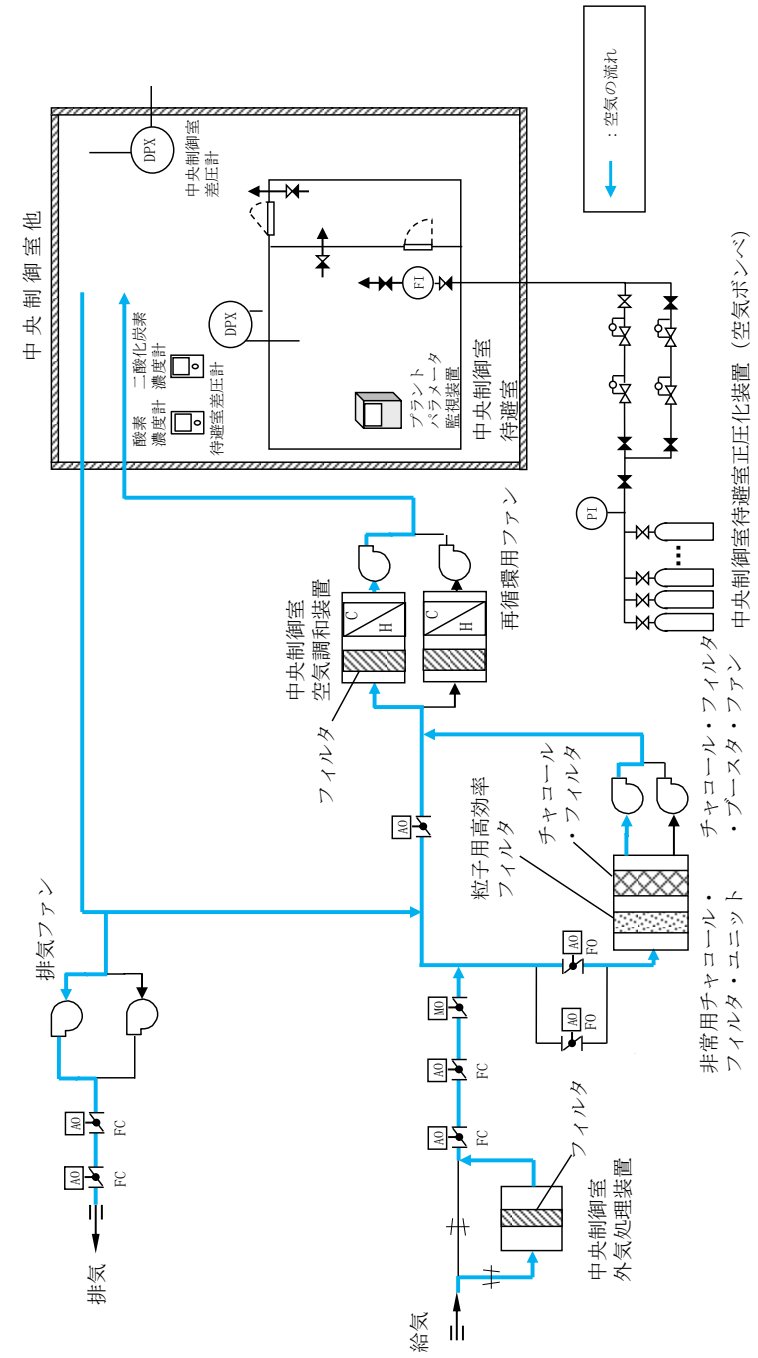 中央制御室他
DPX
中央制御室
差圧計
：空気の流れ
酸素
濃度計
二酸化炭素
濃度計
待避室差圧計
DPX
FI
プラント
パラメータ
監視装置
中央制御室
待避室
PI
中央制御室待避室正圧化装置（空気ボンベ）
中央制御室
空気調和装置
フィルタ
C
H
C
H
再循環用ファン
AO
粒子用高効率
フィルタ
チャコール
・フィルタ
チャコール・フィルタ
・ブースタ・ファン
非常用チャコール・
フィルタ・ユニット
AO
FO
AO
FO
排気ファン
AO
FC
AO
FC
排気
MO
AO
FC
AO
FC
フィルタ
中央制御室
外気処理装置
給気